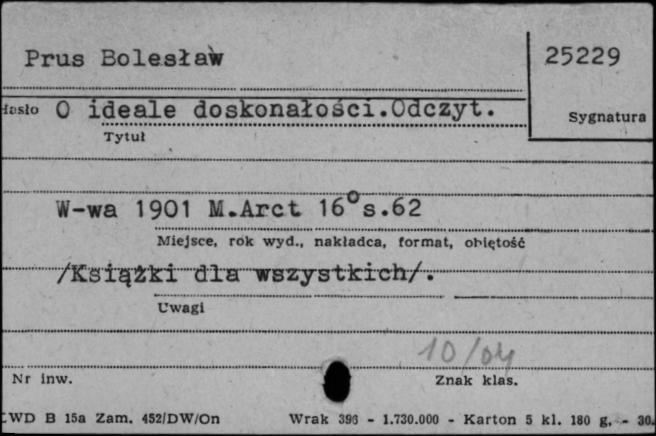 Prus Bolesław
25229
Hasło O ideale doskonałości.Odczyt.
Sygnatura
Tytuł
W-wa 1901 M.Arct 16°s.62
Miejsce, rok wyd., nakładca, format, objętość
/Książki dla wszystkich/.
Uwagi
10/04
Nr inw.
Znak klas.
ZWD B 15a Zam. 452/DW/On Wrak 396 - 1.730.000 - Karton 5 kl. 180 g. - 30.